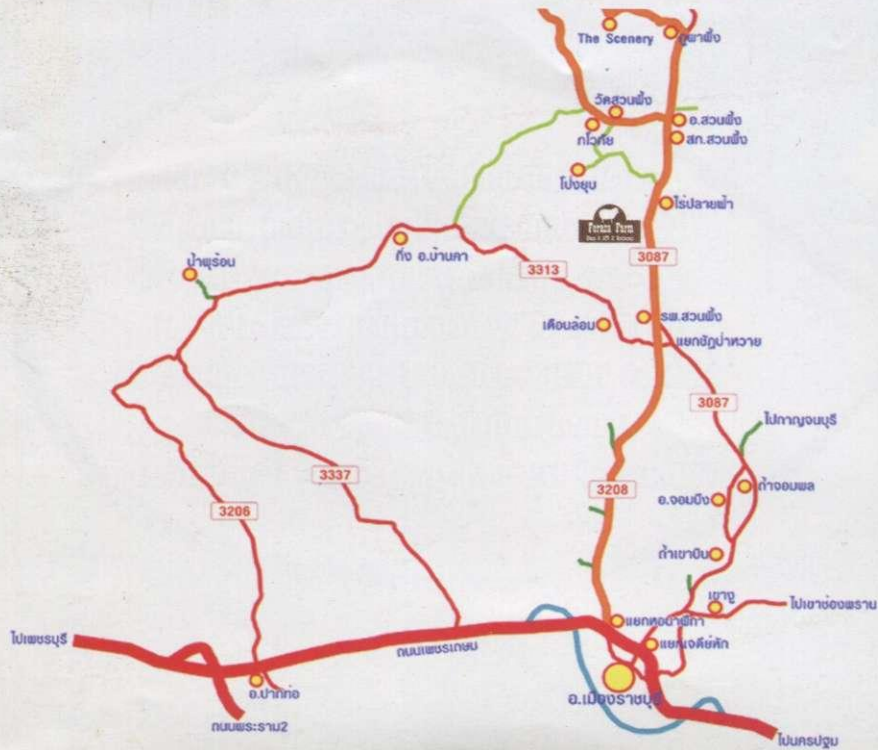 The Scenery
ภูผาผึ้ง
วัดสวนผึ้ง
อ.สวนผึ้ง
กโวกัย
สภ.สวนผึ้ง
โป่งยุบ
ไร่ปลายฟ้า
Foraza Farm
กิ่ง อ.บ้านคา
น้ำพุร้อน
3313
3087
รพ.สวนผึ้ง
เดือนล้อม
แยกชัฎป่าหวาย
3087
ไปกาญจนบุรี
3337
3208
3206
อ.จอมบึง
ถ้ำจอมพล
ถ้ำเขาบิน
เขางู
ไปเขาช่องพราน
แยกหอนาฬิกา
ไปเพชรบุรี
ถนนเพชรเกษม
แยกเจดีย์หัก
อ.ปากท่อ
อ.เมืองราชบุรี
ถนนพระราม2
ไปนครปฐม